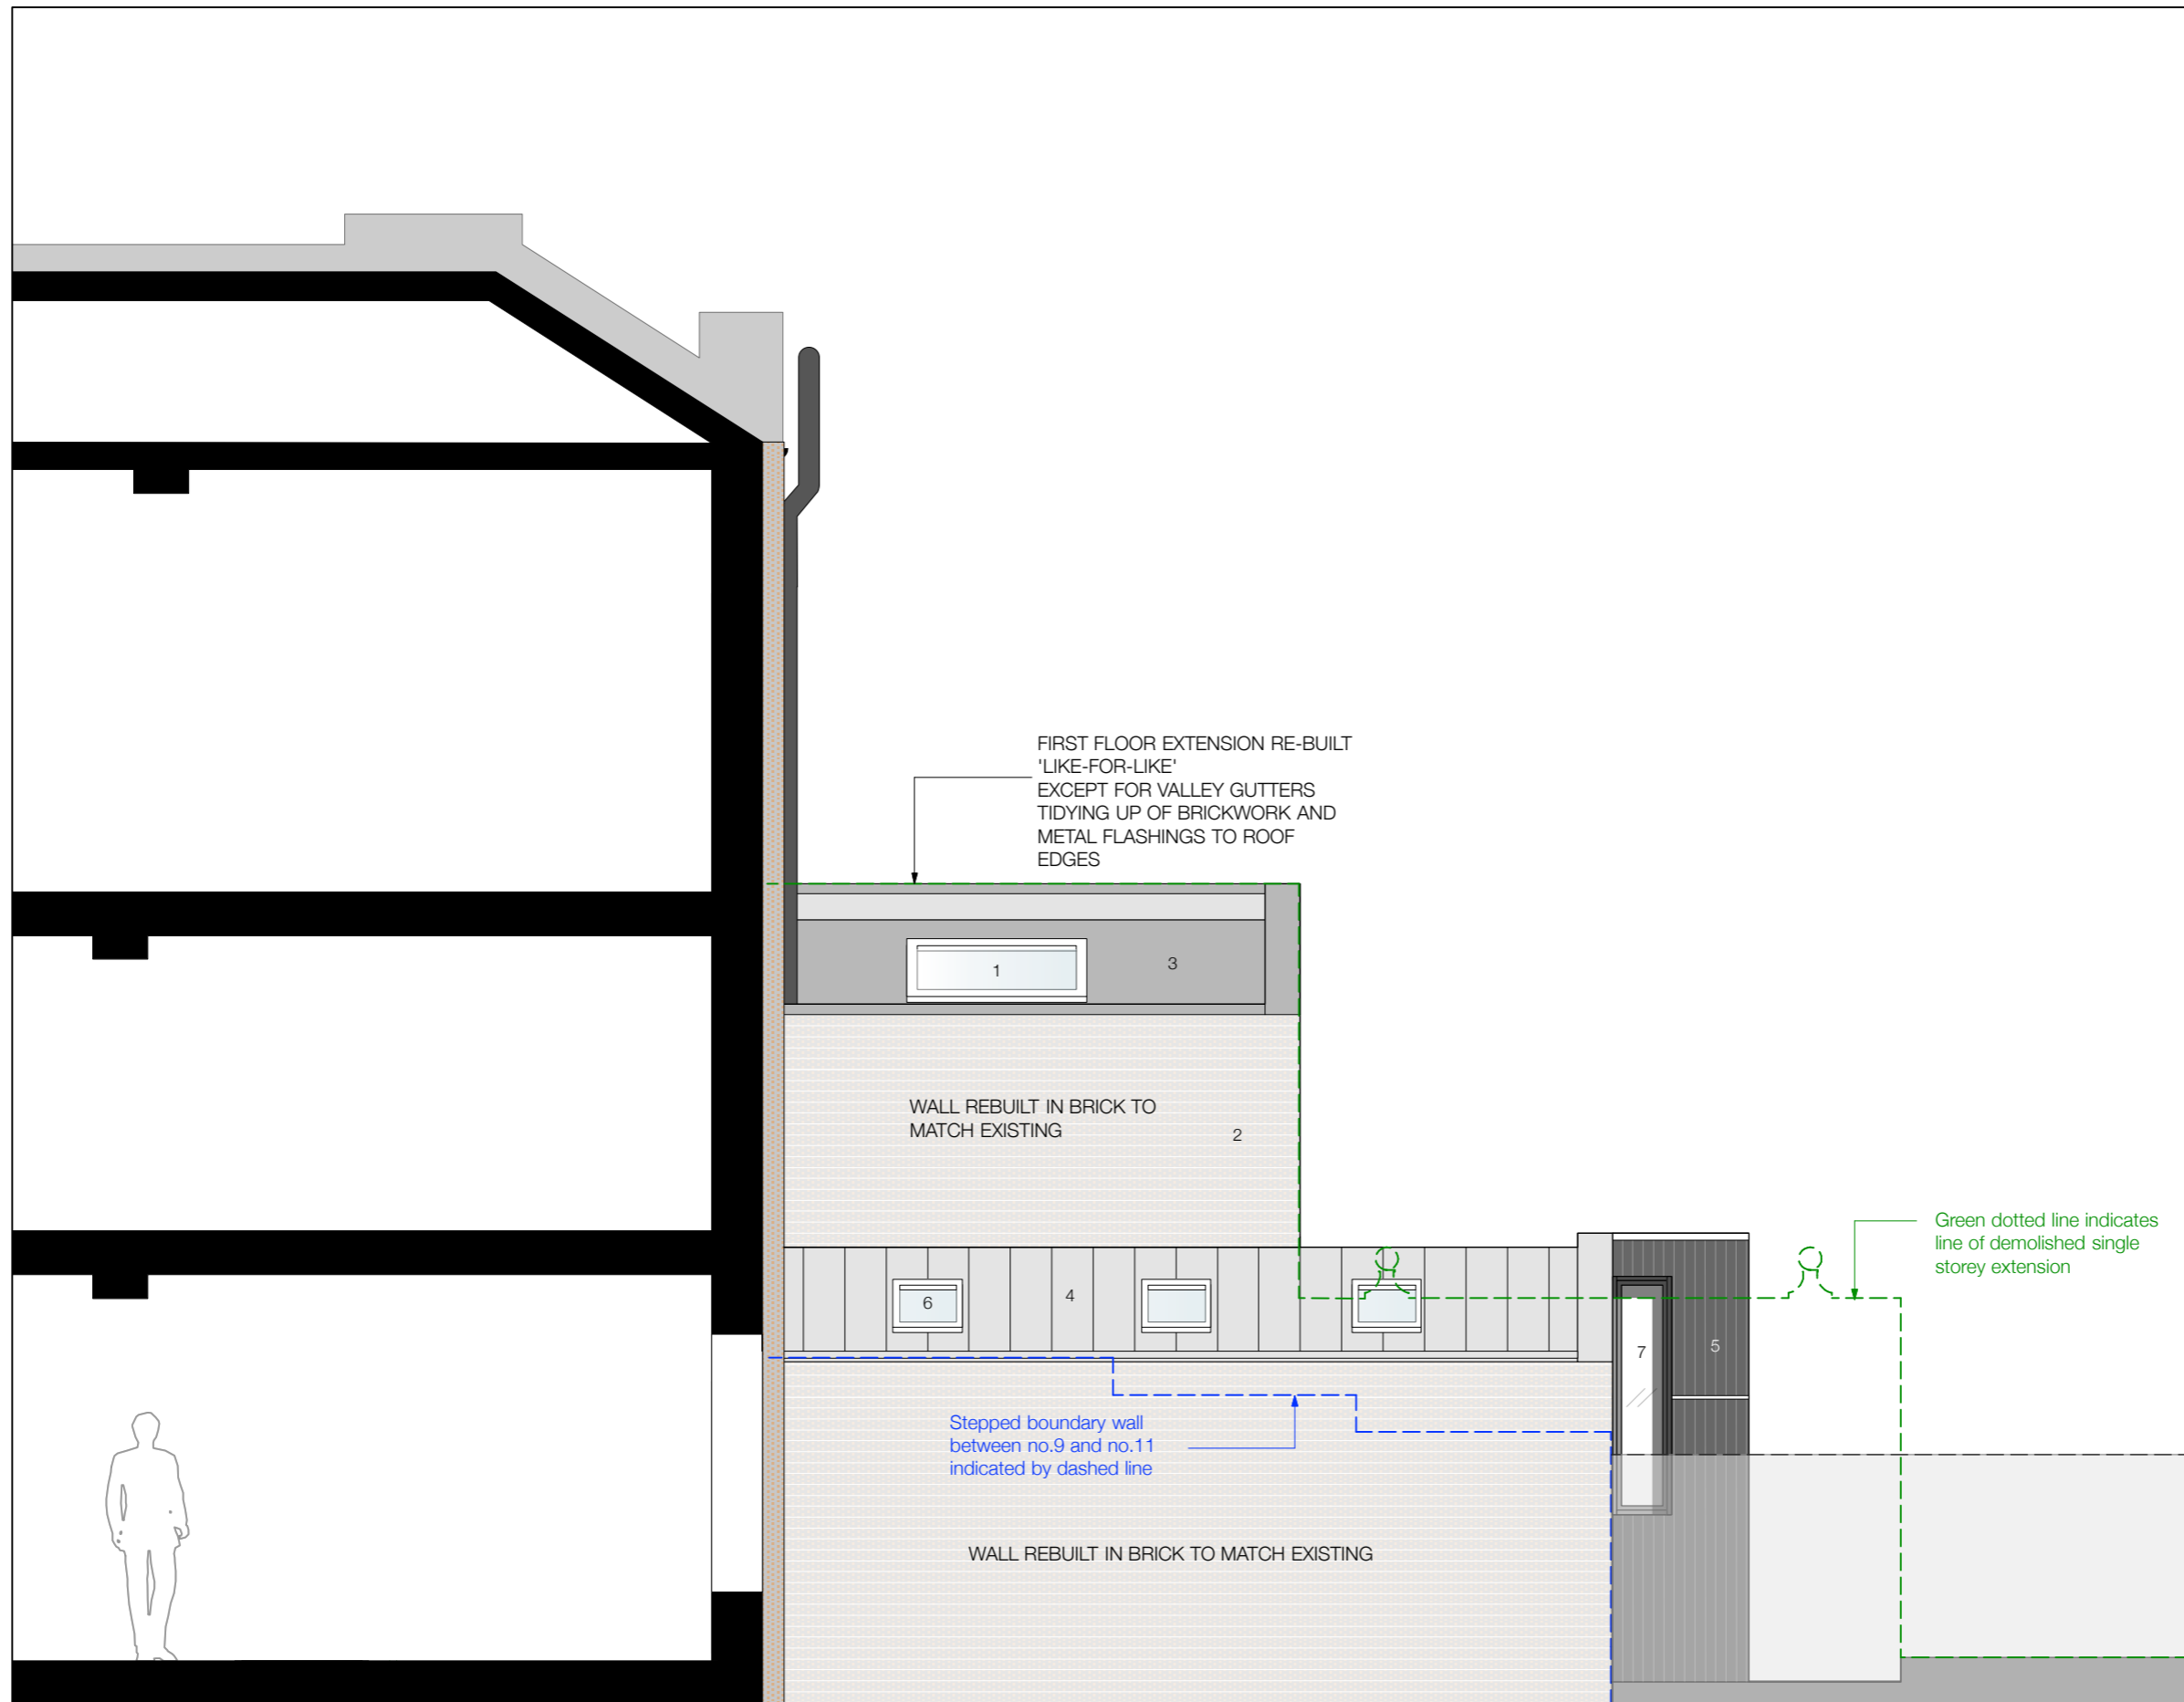 FIRST FLOOR EXTENSION RE-BUILT
'LIKE-FOR-LIKE'
EXCEPT FOR VALLEY GUTTERS
TIDYING UP OF BRICKWORK AND
METAL FLASHINGS TO ROOF
EDGES
1
3
WALL REBUILT IN BRICK TO
MATCH EXISTING
2
Green dotted line indicates
line of demolished single
storey extension
6
4
7
5
Stepped boundary wall
between no.9 and no.11
indicated by dashed line
WALL REBUILT IN BRICK TO MATCH EXISTING